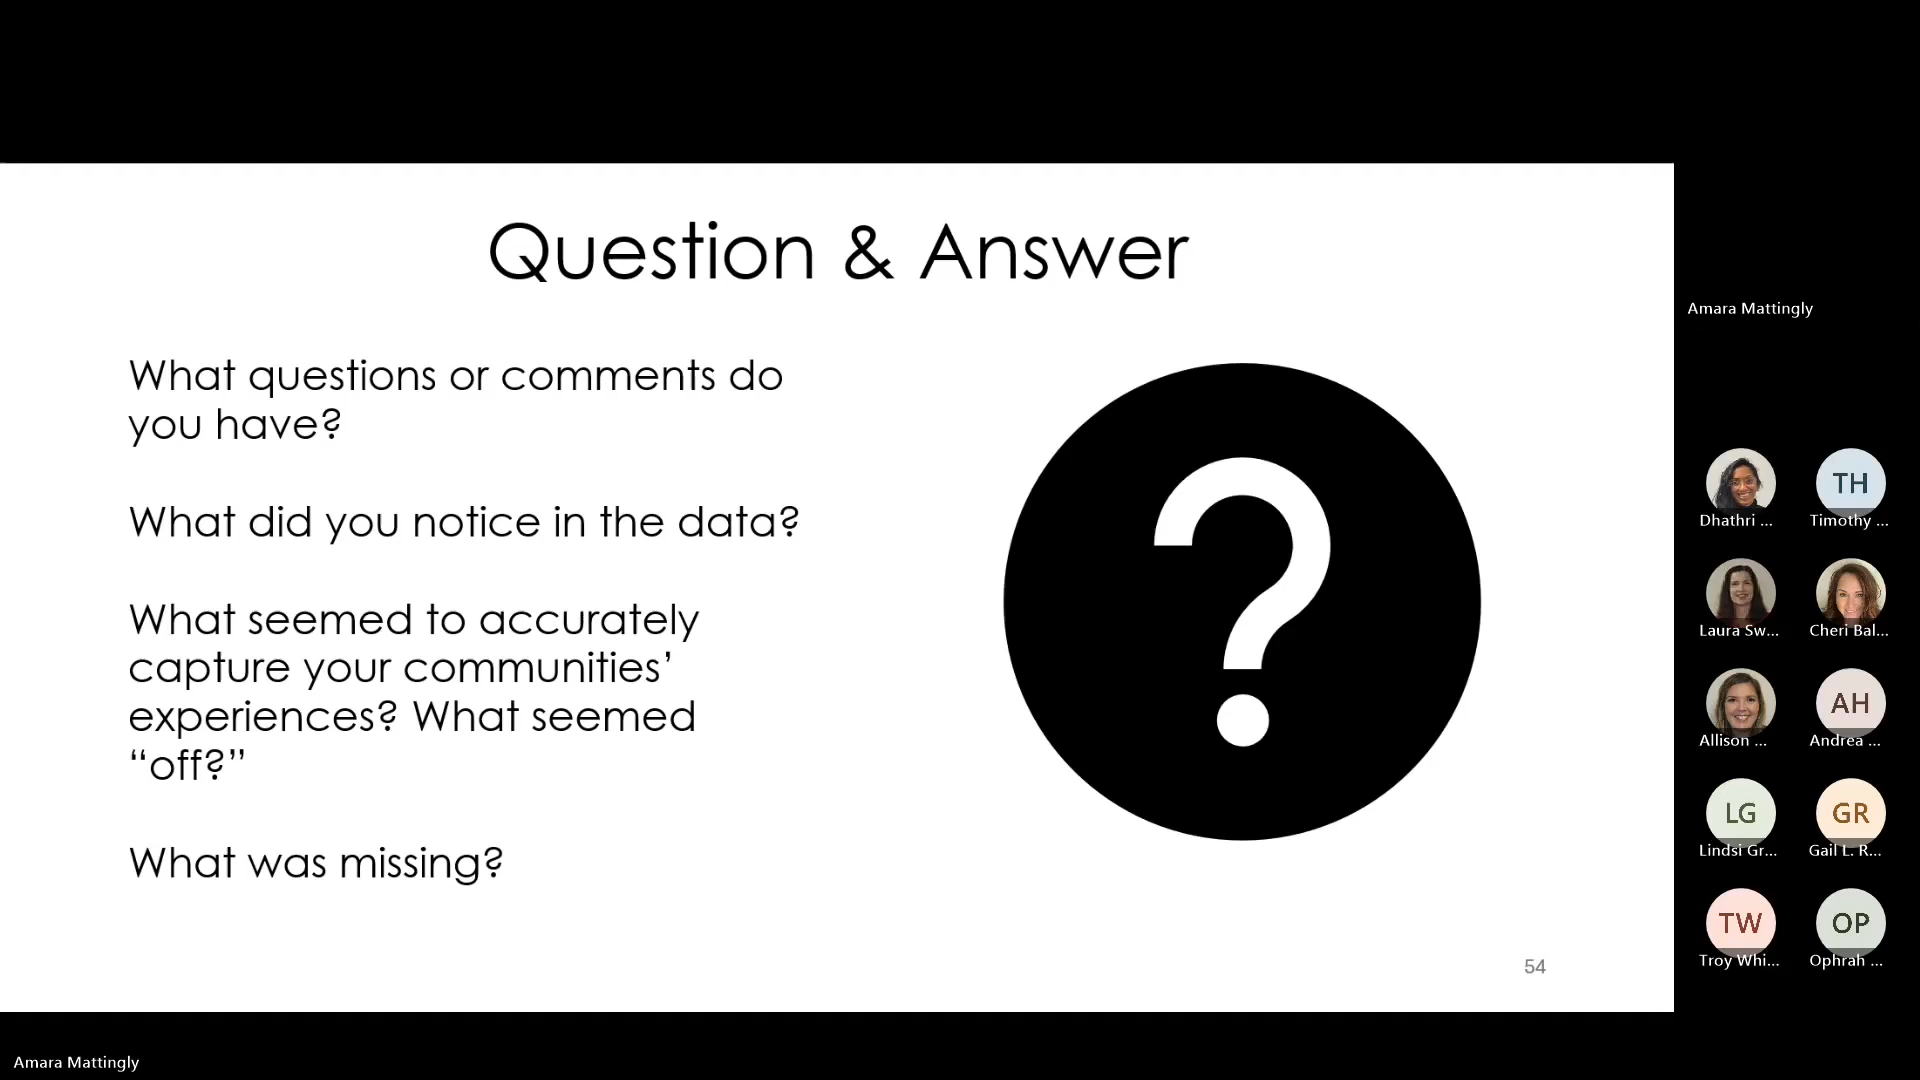 Question & Answer
What questions or comments do
you have?
What did you notice in the data?
What seemed to accurately
capture your communities’
experiences? What seemed
“off?”
What was missing?
?
54
Amara Mattingly
Dhathri ...
TH
Timothy ...
Laura Sw...
Cheri Bal...
Allison ...
AH
Andrea ...
LG
Lindsi Gr...
GR
Gail L. R...
TW
Troy Whi...
OP
Ophrah ...
Amara Mattingly